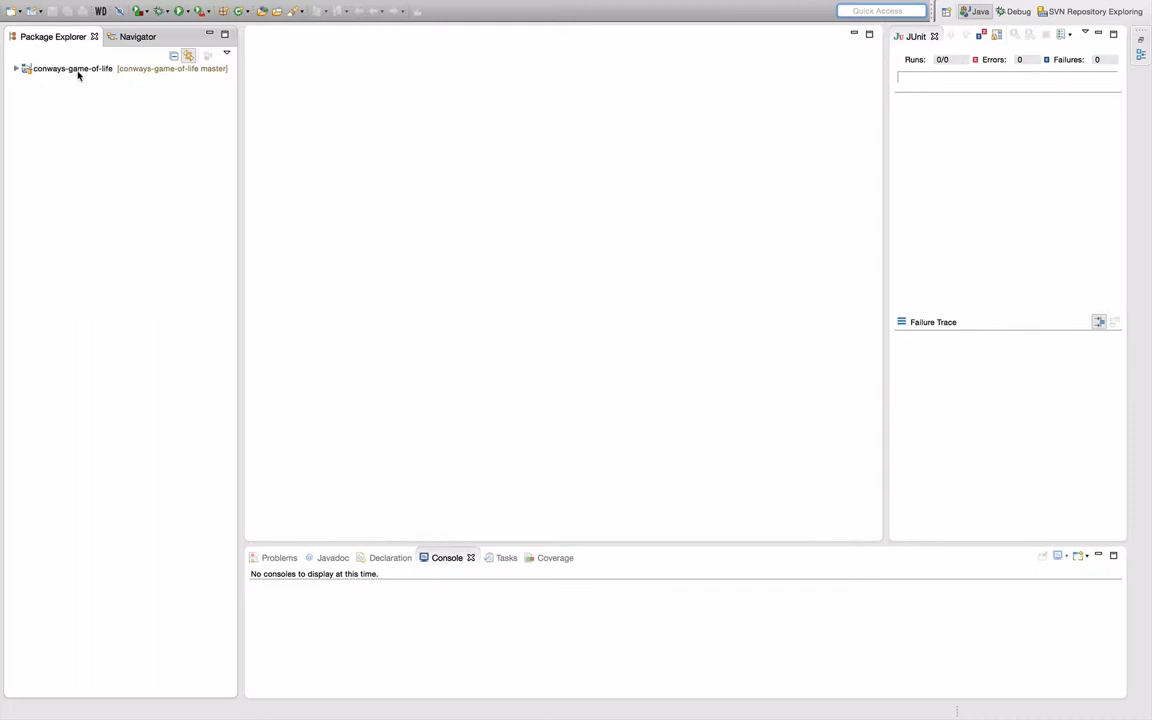 WD Quick Access Java Debug SVN Repository Exploring
Package Explorer Navigator
JUnit
Runs: 0/0 Errors: 0 Failures: 0
conways-game-of-life [conways-game-of-life master]
Failure Trace
Problems @ Javadoc Declaration Console Tasks Coverage
No consoles to display at this time.